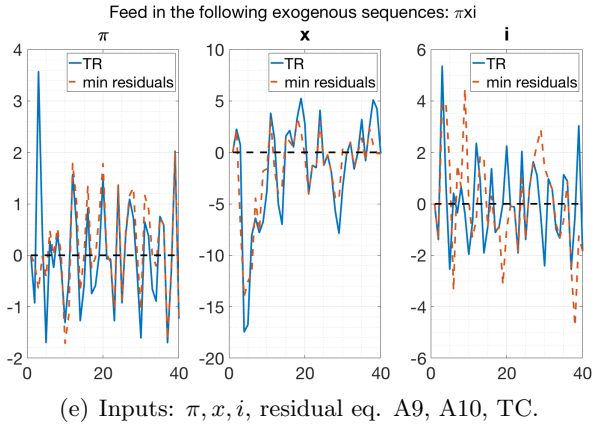 Feed in the following exogenous sequences: πxi
π
x
i
TR
min residuals
TR
min residuals
TR
min residuals
4
3
2
1
0
-1
-2
0
20
40
10
5
0
-5
-10
-15
-20
0
20
40
6
4
2
0
-2
-4
-6
0
20
40
(e) Inputs: π, x, i, residual eq. A9, A10, TC.